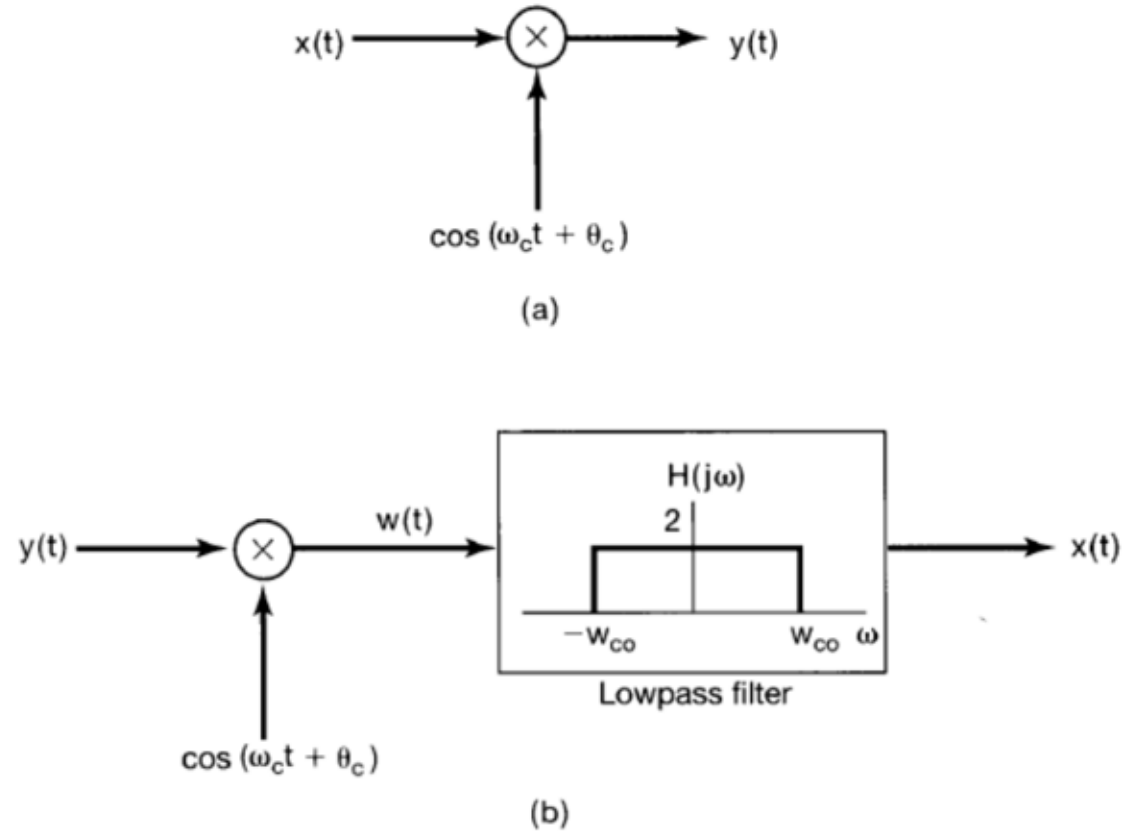 x(t) × y(t)
cos (ω_c t + θ_c)
(a)
H(jω)
2
y(t) × w(t) x(t)
−W_co W_co ω
Lowpass filter
cos (ω_c t + θ_c)
(b)